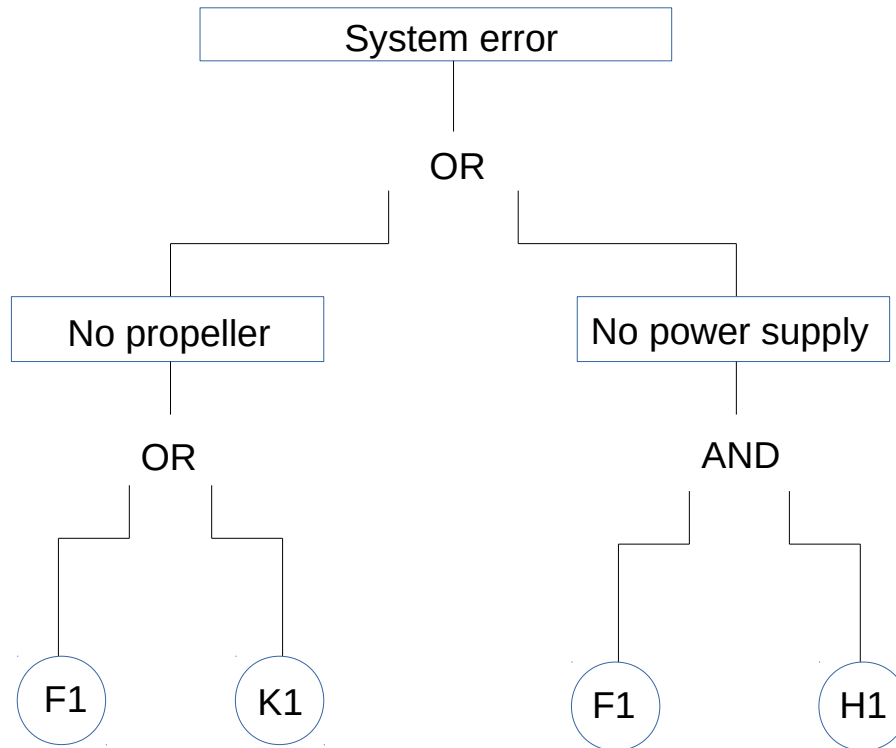 System error
OR
No propeller
No power supply
OR
AND
F1
K1
F1
H1